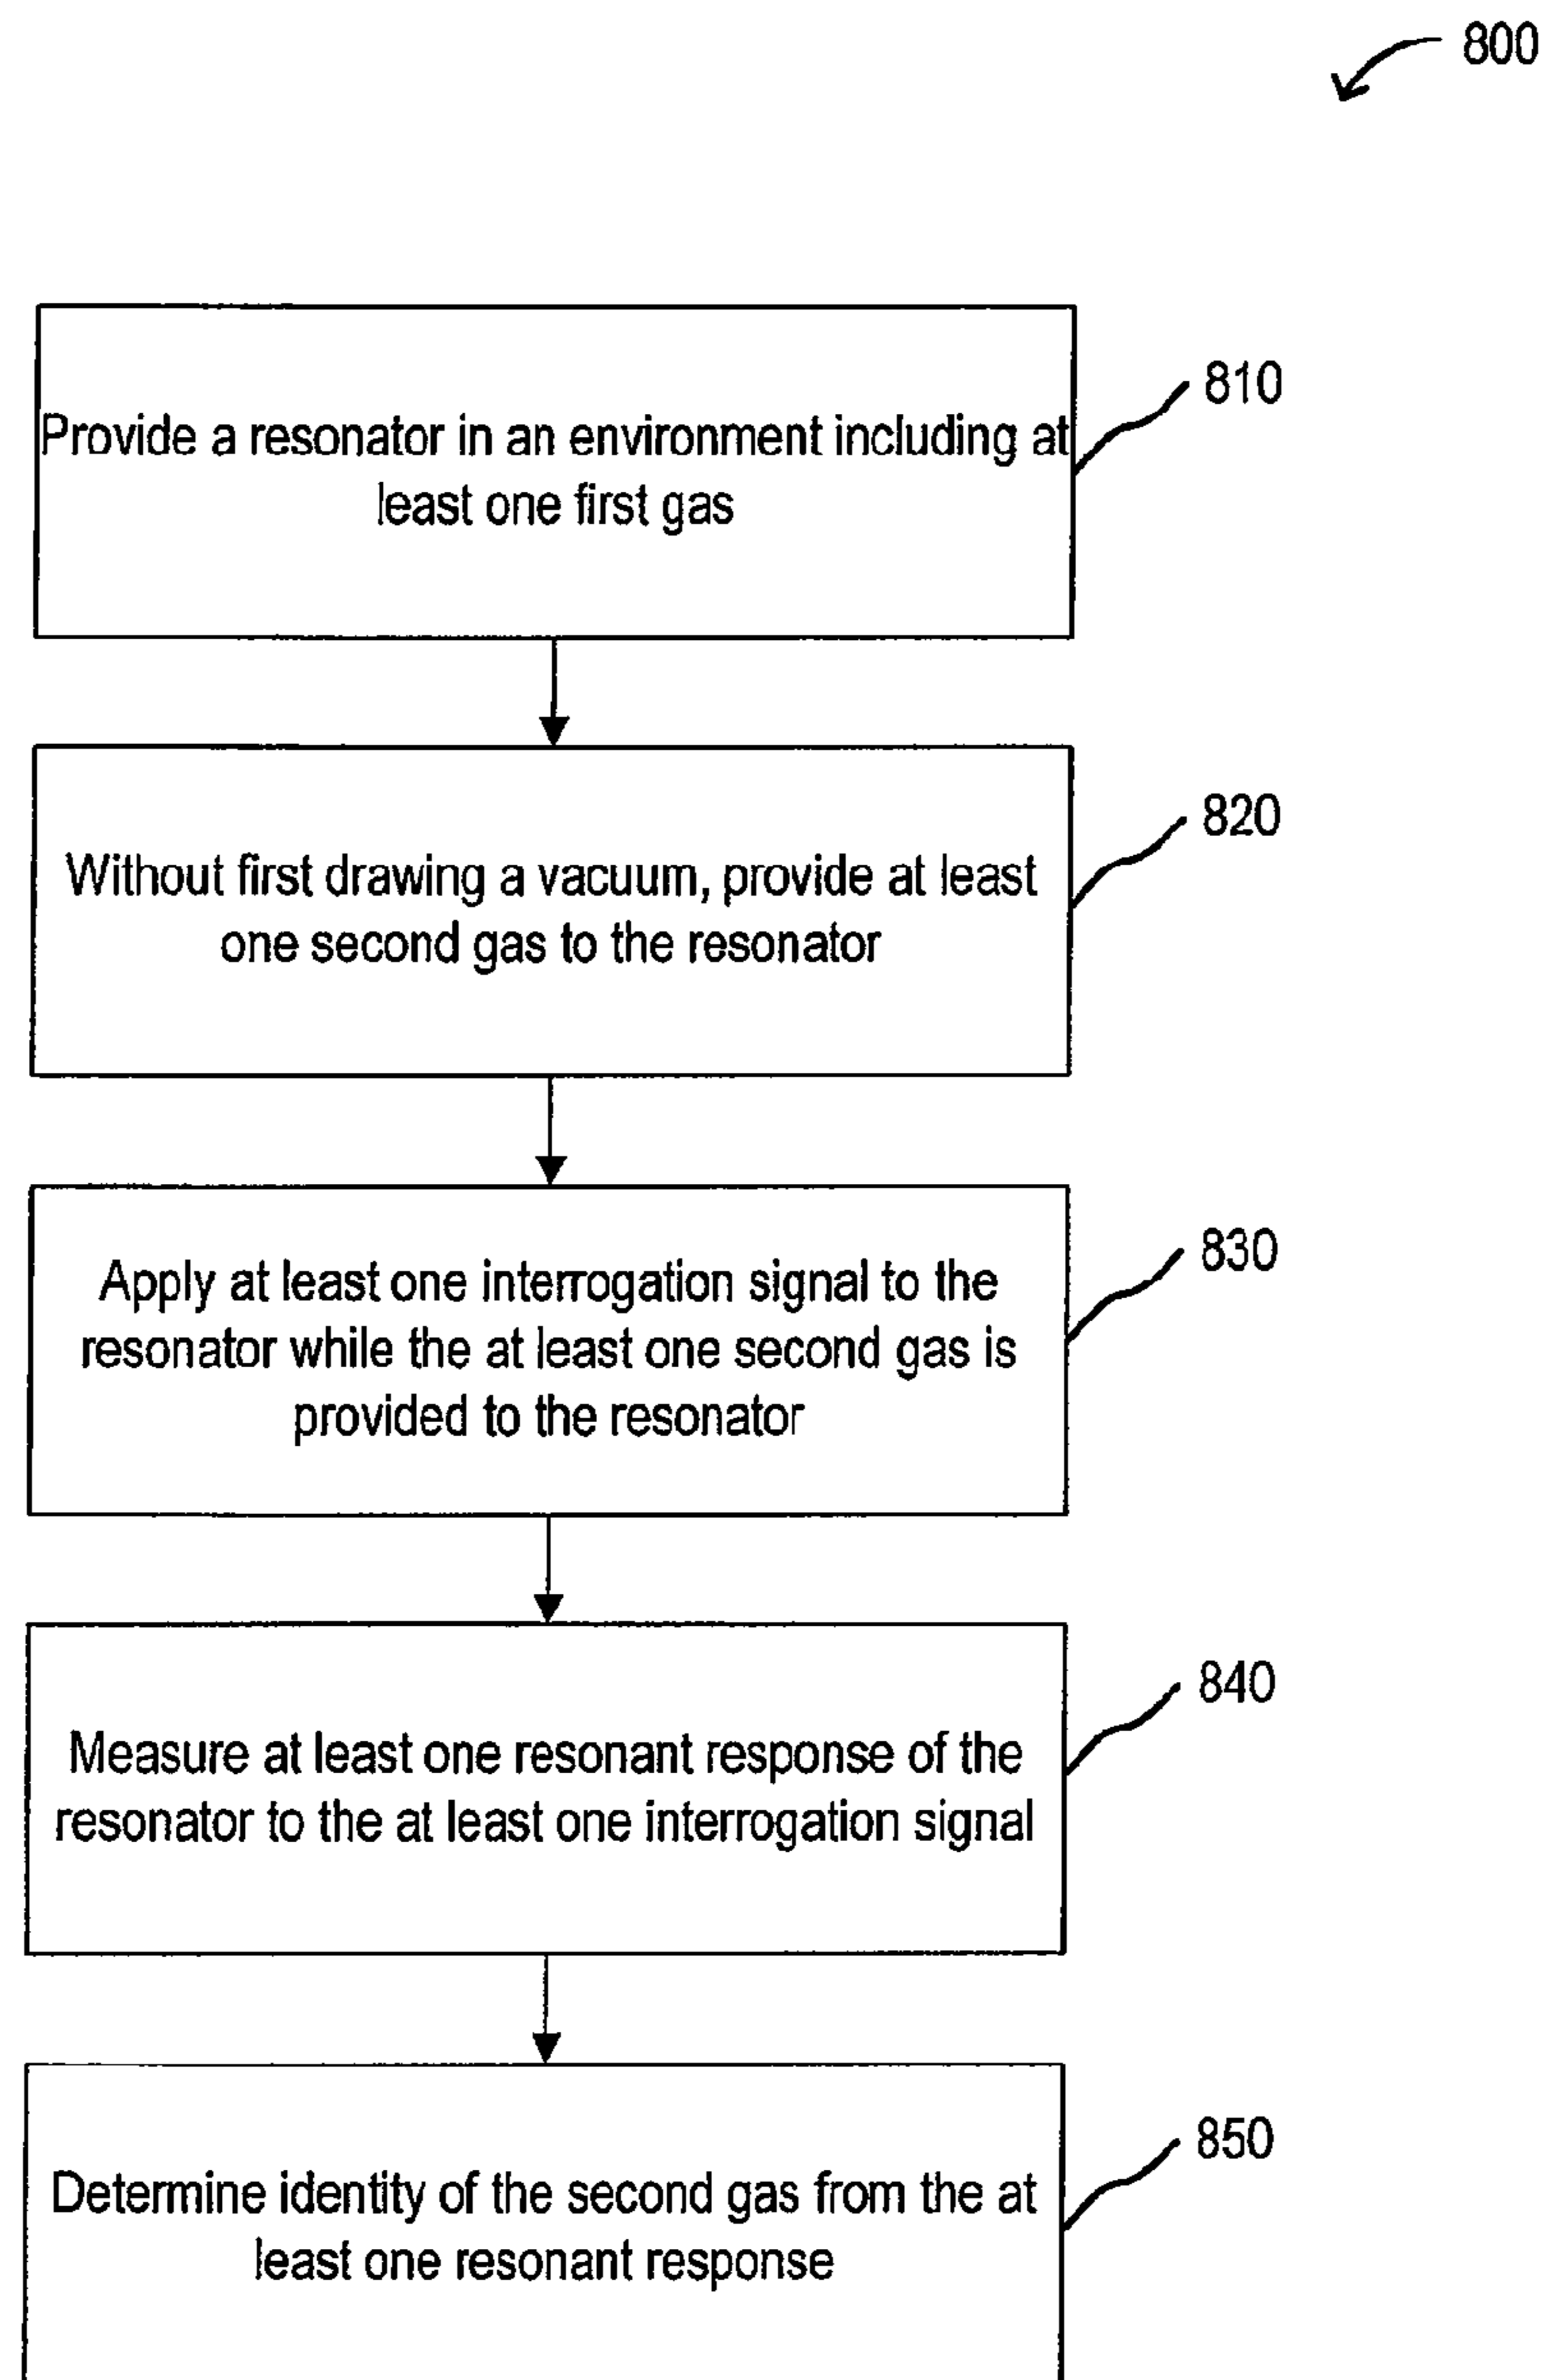 800
Provide a resonator in an environment including at
least one first gas
810
Without first drawing a vacuum, provide at least
one second gas to the resonator
820
Apply at least one interrogation signal to the
resonator while the at least one second gas is
provided to the resonator
830
Measure at least one resonant response of the
resonator to the at least one interrogation signal
840
Determine identity of the second gas from the at
least one resonant response
850